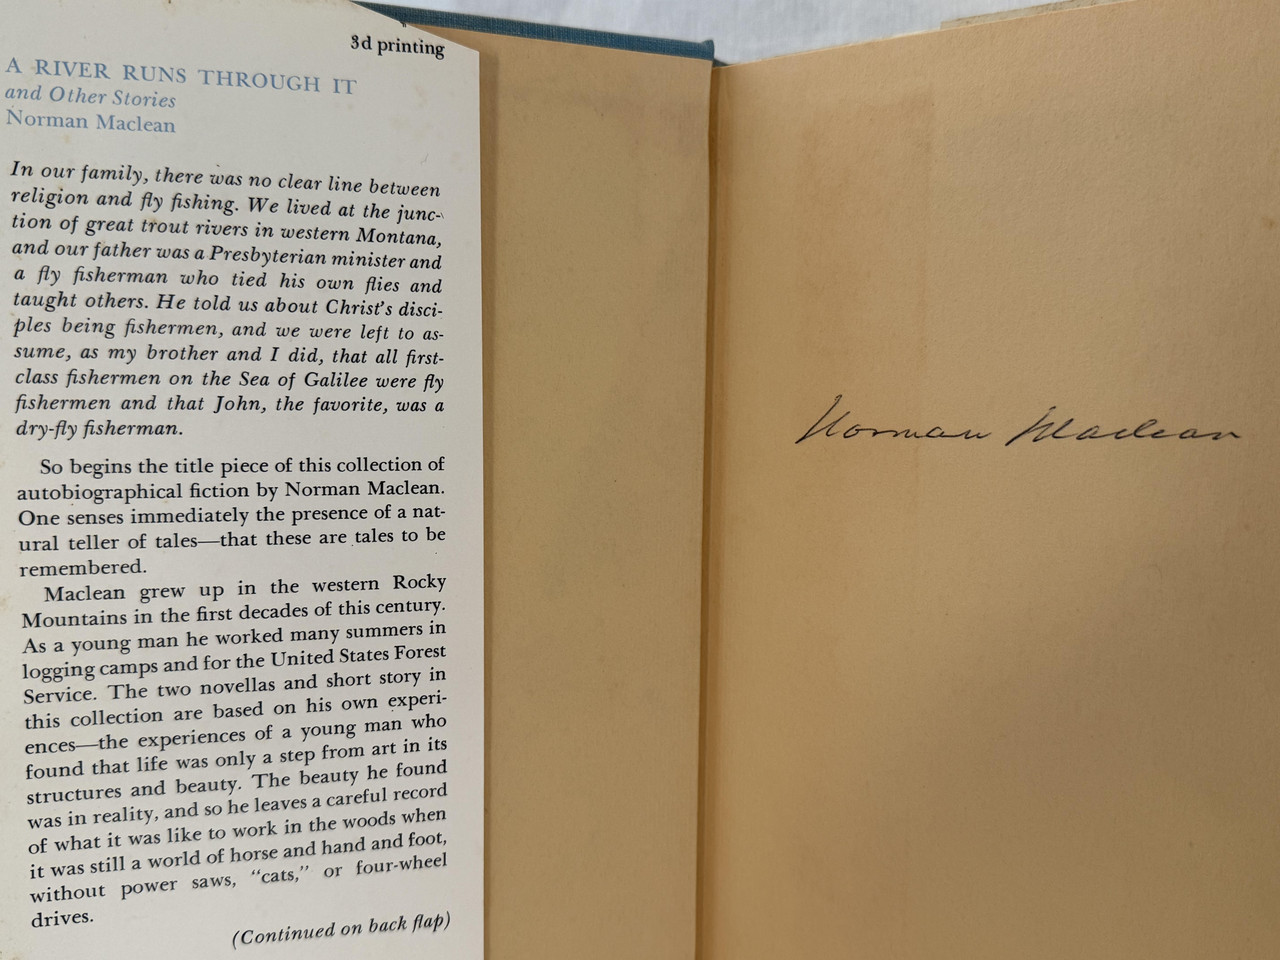 3d printing
A RIVER RUNS THROUGH IT
and Other Stories
Norman Maclean
In our family, there was no clear line between
religion and fly fishing. We lived at the junc-
tion of great trout rivers in western Montana,
and our father was a Presbyterian minister and
a fly fisherman who tied his own flies and
taught others. He told us about Christ's disci-
ples being fishermen, and we were left to as-
sume, as my brother and I did, that all first-
class fishermen on the Sea of Galilee were fly
fishermen and that John, the favorite, was a
dry-fly fisherman.
So begins the title piece of this collection of
autobiographical fiction by Norman Maclean.
One senses immediately the presence of a nat-
ural teller of tales—that these are tales to be
remembered.
Maclean grew up in the western Rocky
Mountains in the first decades of this century.
As a young man he worked many summers in
logging camps and for the United States Forest
Service. The two novellas and short story in
this collection are based on his own experi-
ences—the experiences of a young man who
found that life was only a step from art in its
structures and beauty. The beauty he found
was in reality, and so he leaves a careful record
of what it was like to work in the woods when
it was still a world of horse and hand and foot,
without power saws, "cats," or four-wheel
drives.
(Continued on back flap)
Norman Maclean